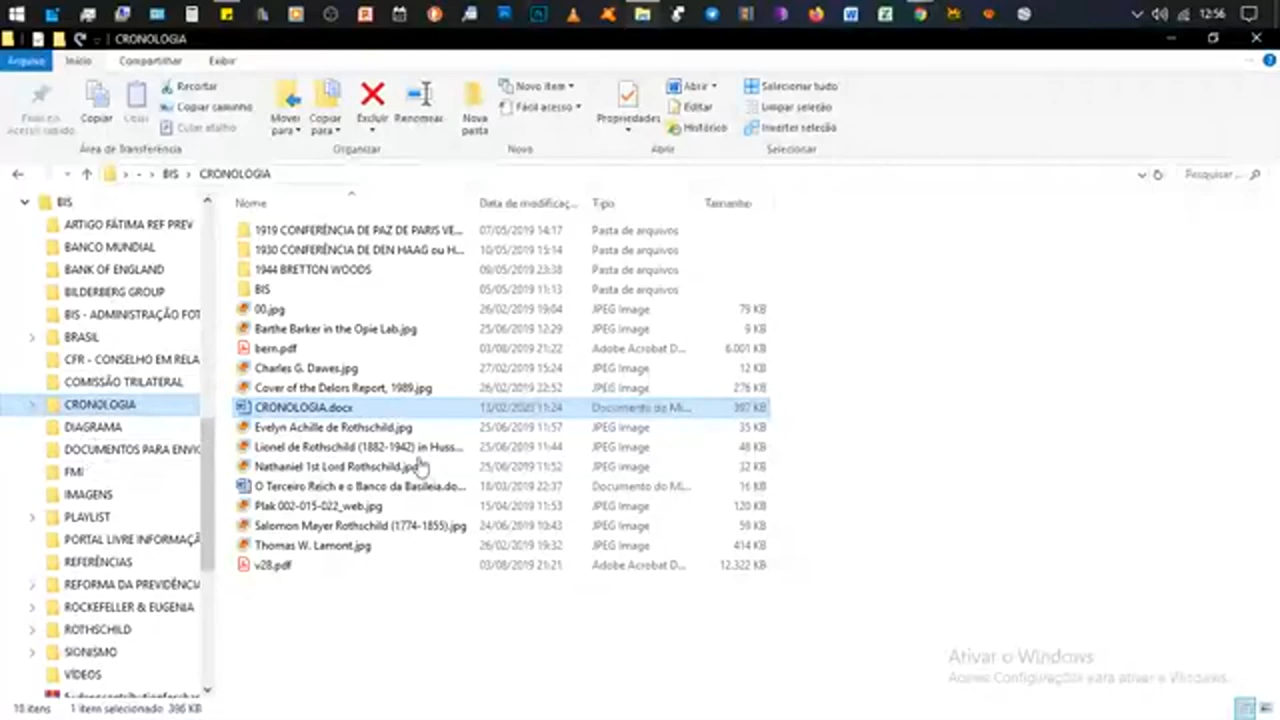 12:56
CRONOLOGIA
Arquivo Início Compartilhar Exibir
Recortar Novo item Abrir Selecionar tudo
Copiar caminho Fácil acesso Editar Limpar seleção
Copiar Colar Mover para Copiar para Excluir Renomear Nova pasta Propriedades
Colar atalho Histórico Inverter seleção
Área de Transferência Organizar Novo Abrir Selecionar
BIS › CRONOLOGIA Pesquisar ...
BIS
ARTIGO FÁTIMA REF PREV
BANCO MUNDIAL
BANK OF ENGLAND
BILDERBERG GROUP
BIS - ADMINISTRAÇÃO FOT
BRASIL
CFR - CONSELHO EM RELA
COMISSÃO TRILATERAL
CRONOLOGIA
DIAGRAMA
DOCUMENTOS PARA ENVI
FMI
IMAGENS
PLAYLIST
PORTAL LIVRE INFORMAÇÃ
REFERÊNCIAS
REFORMA DA PREVIDÊNCIA
ROCKEFELLER & EUGENIA
ROTHSCHILD
SIONISMO
VÍDEOS
Nome Data de modificaç... Tipo Tamanho
1919 CONFERÊNCIA DE PAZ DE PARIS VE... 07/05/2019 14:17 Pasta de arquivos
1930 CONFERÊNCIA DE DEN HAAG ou H... 10/05/2019 15:14 Pasta de arquivos
1944 BRETTON WOODS 09/05/2019 23:38 Pasta de arquivos
BIS 05/05/2019 11:13 Pasta de arquivos
00.jpg 26/02/2019 19:04 JPEG Image 79 KB
Barthe Barker in the Opie Lab.jpg 25/06/2019 12:29 JPEG Image 9 KB
bern.pdf 03/08/2019 21:22 Adobe Acrobat D... 6.001 KB
Charles G. Dawes.jpg 27/02/2019 15:24 JPEG Image 12 KB
Cover of the Delors Report, 1989.jpg 26/02/2019 22:52 JPEG Image 276 KB
CRONOLOGIA.docx 13/02/2020 11:24 Documento do Mi... 397 KB
Evelyn Achille de Rothschild.jpg 25/06/2019 11:57 JPEG Image 35 KB
Lionel de Rothschild (1882-1942) in Huss... 25/06/2019 11:44 JPEG Image 48 KB
Nathaniel 1st Lord Rothschild.jpg 25/06/2019 11:52 JPEG Image 32 KB
O Terceiro Reich e o Banco da Basileia.do... 18/03/2019 22:37 Documento do Mi... 16 KB
Plak 002-015-022_web.jpg 15/04/2019 11:53 JPEG Image 120 KB
Salomon Mayer Rothschild (1774-1855).jpg 24/06/2019 10:43 JPEG Image 59 KB
Thomas W. Lamont.jpg 26/02/2019 19:32 JPEG Image 414 KB
v28.pdf 03/08/2019 21:21 Adobe Acrobat D... 12.322 KB
Ativar o Windows
Acesse Configurações para ativar o Windows.
18 itens 1 item selecionado 396 KB